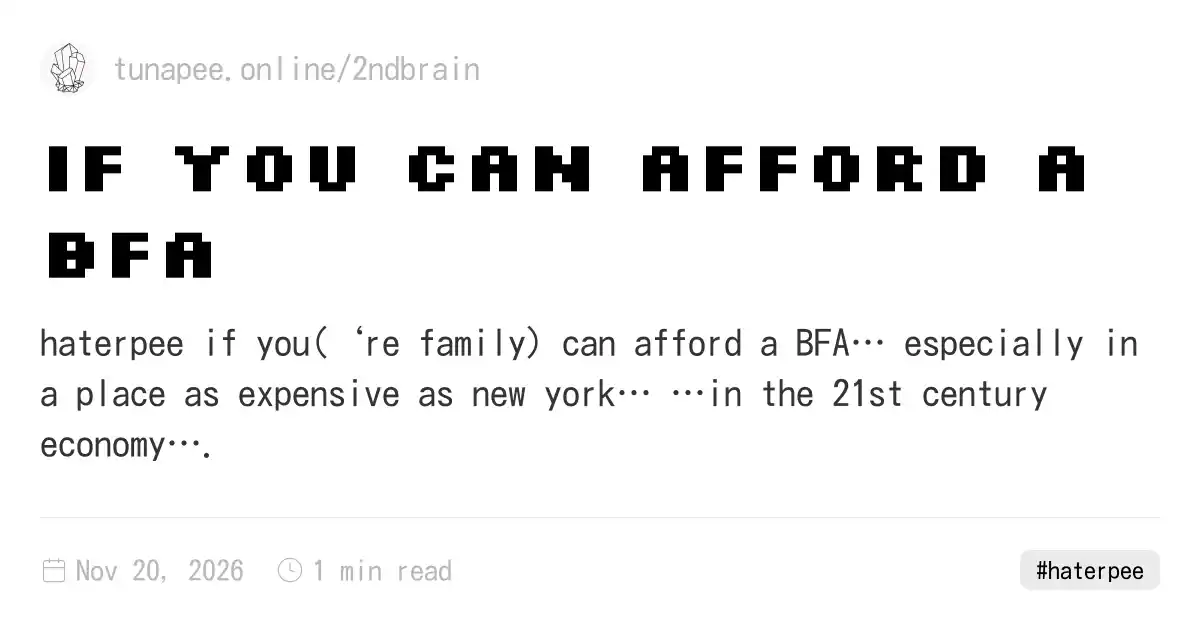 tunapee.online/2ndbrain
IF YOU CAN AFFORD A
BFA
haterpee if you( ‘re family) can afford a BFA… especially in
a place as expensive as new york… …in the 21st century
economy….
Nov 20, 2026 1 min read #haterpee